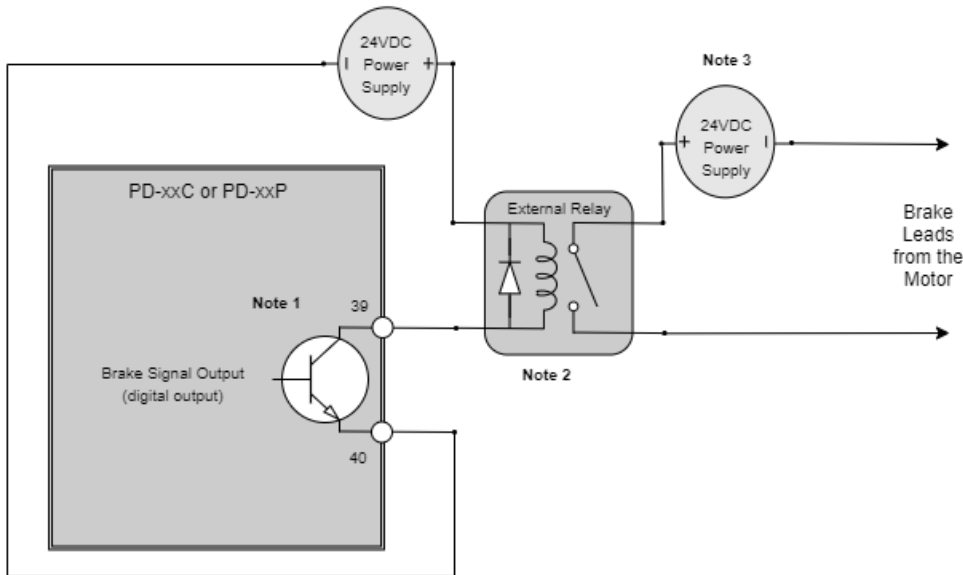 24VDC
Power
Supply
Note 3
24VDC
Power
Supply
PD-xxC or PD-xxP
External Relay
Brake
Leads
from the
Motor
Note 1
39
Brake Signal Output
(digital output)
Note 2
40